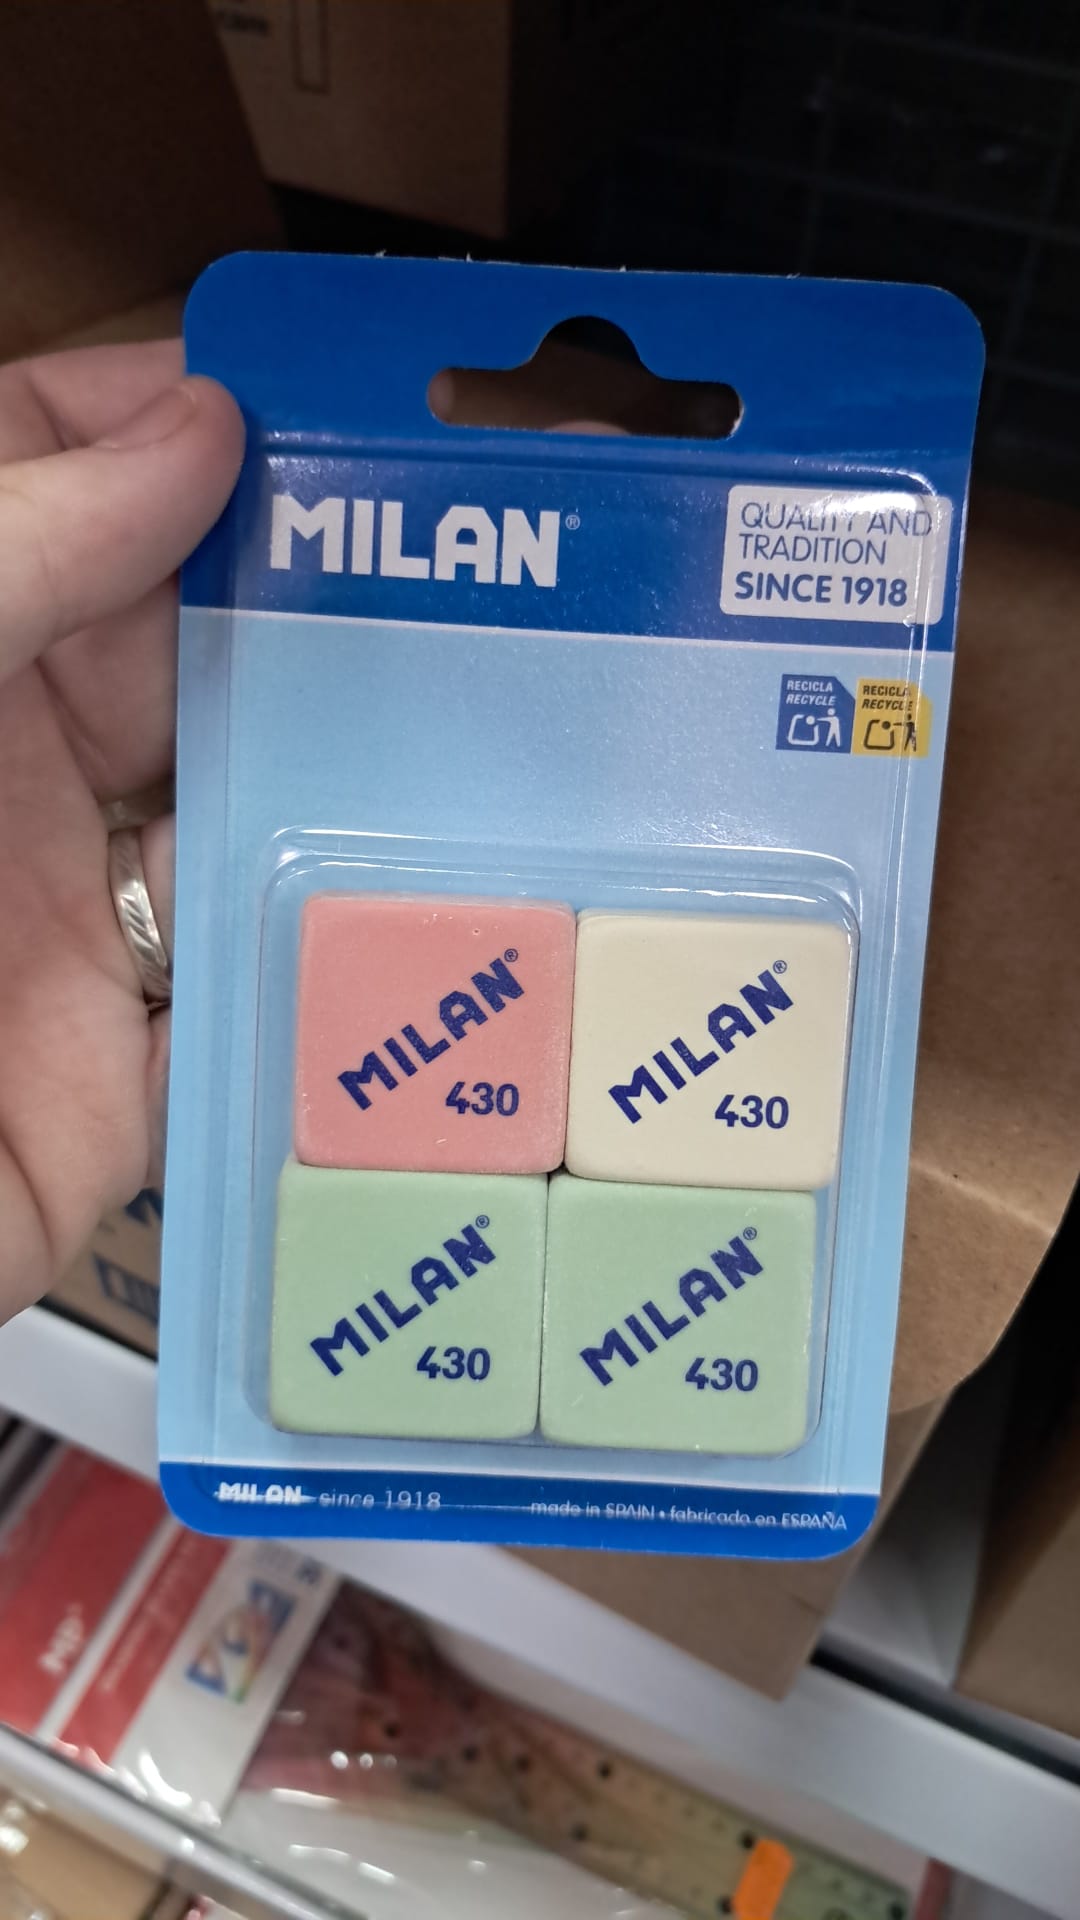 MILAN®
QUALITY AND
TRADITION
SINCE 1918
RECICLA
RECYCLE
RECICLA
RECYCLE
MILAN®
430
MILAN®
430
MILAN®
430
MILAN®
430
MILAN since 1918
made in SPAIN • fabricado en ESPAÑA
MP